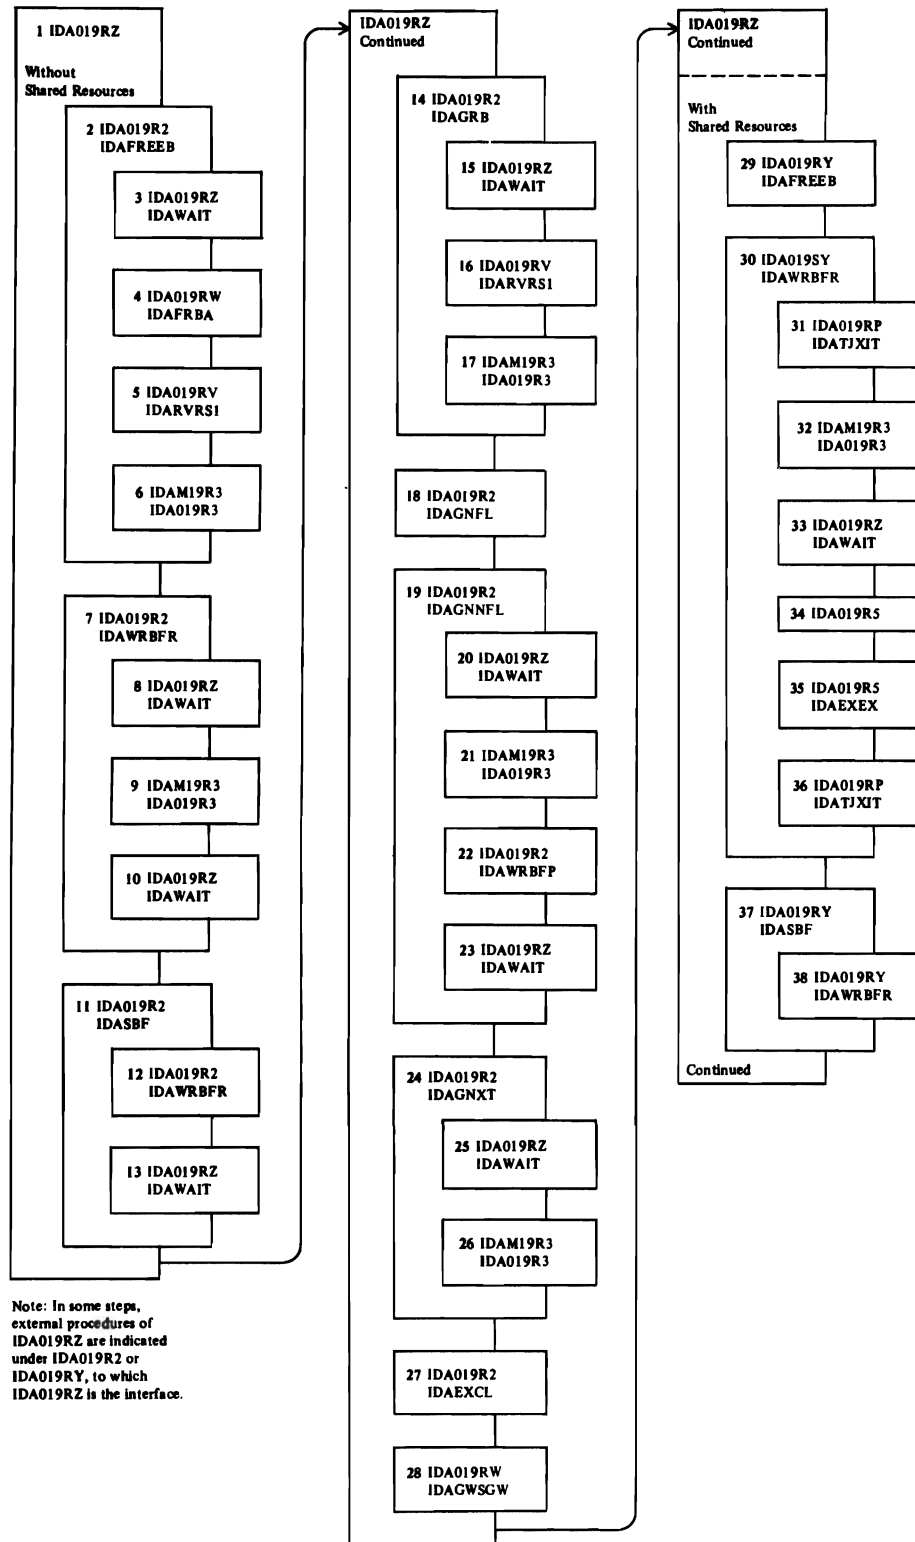 1 IDA019RZ
Without
Shared Resources
2 IDA019R2
IDAFREEB
3 IDA019RZ
IDAWAIT
4 IDA019RW
IDAFRBA
5 IDA019RV
IDARVRS1
6 IDAM19R3
IDA019R3
7 IDA019R2
IDAWRBFR
8 IDA019RZ
IDAWAIT
9 IDAM19R3
IDA019R3
10 IDA019RZ
IDAWAIT
11 IDA019R2
IDASBF
12 IDA019R2
IDAWRBFR
13 IDA019RZ
IDAWAIT
Note: In some steps,
external procedures of
IDA019RZ are indicated
under IDA019R2 or
IDA019RY, to which
IDA019RZ is the interface.
IDA019RZ
Continued
14 IDA019R2
IDAGRB
15 IDA019RZ
IDAWAIT
16 IDA019RV
IDARVRS1
17 IDAM19R3
IDA019R3
18 IDA019R2
IDAGNFL
19 IDA019R2
IDAGNNFL
20 IDA019RZ
IDAWAIT
21 IDAM19R3
IDA019R3
22 IDA019R2
IDAWRBFP
23 IDA019RZ
IDAWAIT
24 IDA019R2
IDAGNXT
25 IDA019RZ
IDAWAIT
26 IDAM19R3
IDA019R3
27 IDA019R2
IDAEXCL
28 IDA019RW
IDAGWSGW
IDA019RZ
Continued
With
Shared Resources
29 IDA019RY
IDAFREEB
30 IDA019SY
IDAWRBFR
31 IDA019RP
IDATJXIT
32 IDAM19R3
IDA019R3
33 IDA019RZ
IDAWAIT
34 IDA019R5
35 IDA019R5
IDAEXEX
36 IDA019RP
IDATJXIT
37 IDA019RY
IDASBF
38 IDA019RY
IDAWRBFR
Continued